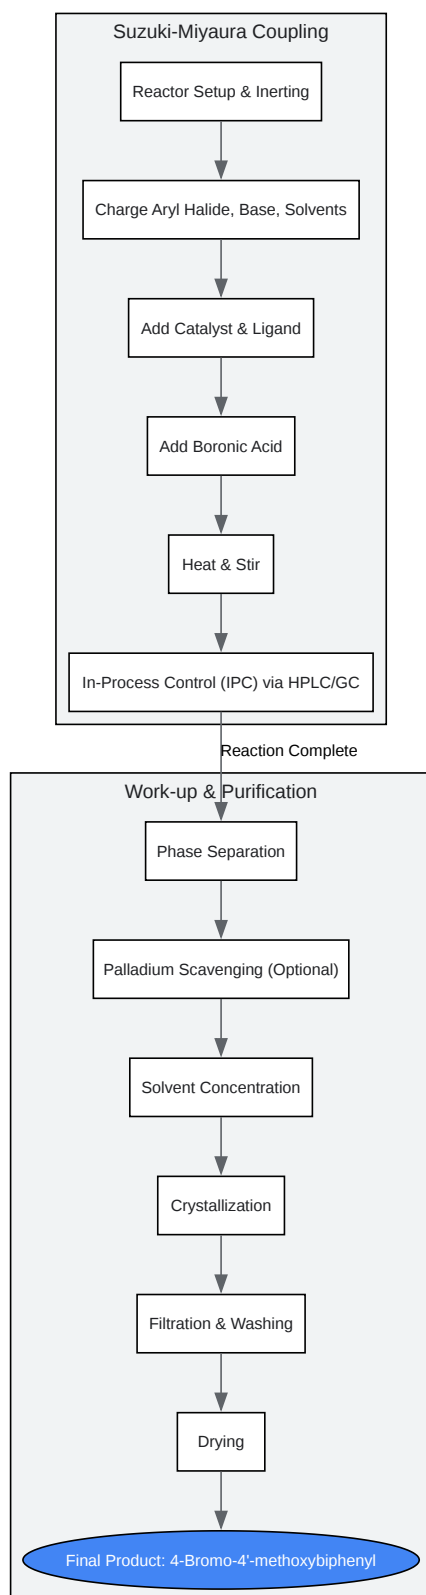 Suzuki-Miyaura Coupling
Reactor Setup & Inerting
Charge Aryl Halide, Base, Solvents
Add Catalyst & Ligand
Add Boronic Acid
Heat & Stir
In-Process Control (IPC) via HPLC/GC
Reaction Complete
Work-up & Purification
Phase Separation
Palladium Scavenging (Optional)
Solvent Concentration
Crystallization
Filtration & Washing
Drying
Final Product: 4-Bromo-4'-methoxybiphenyl